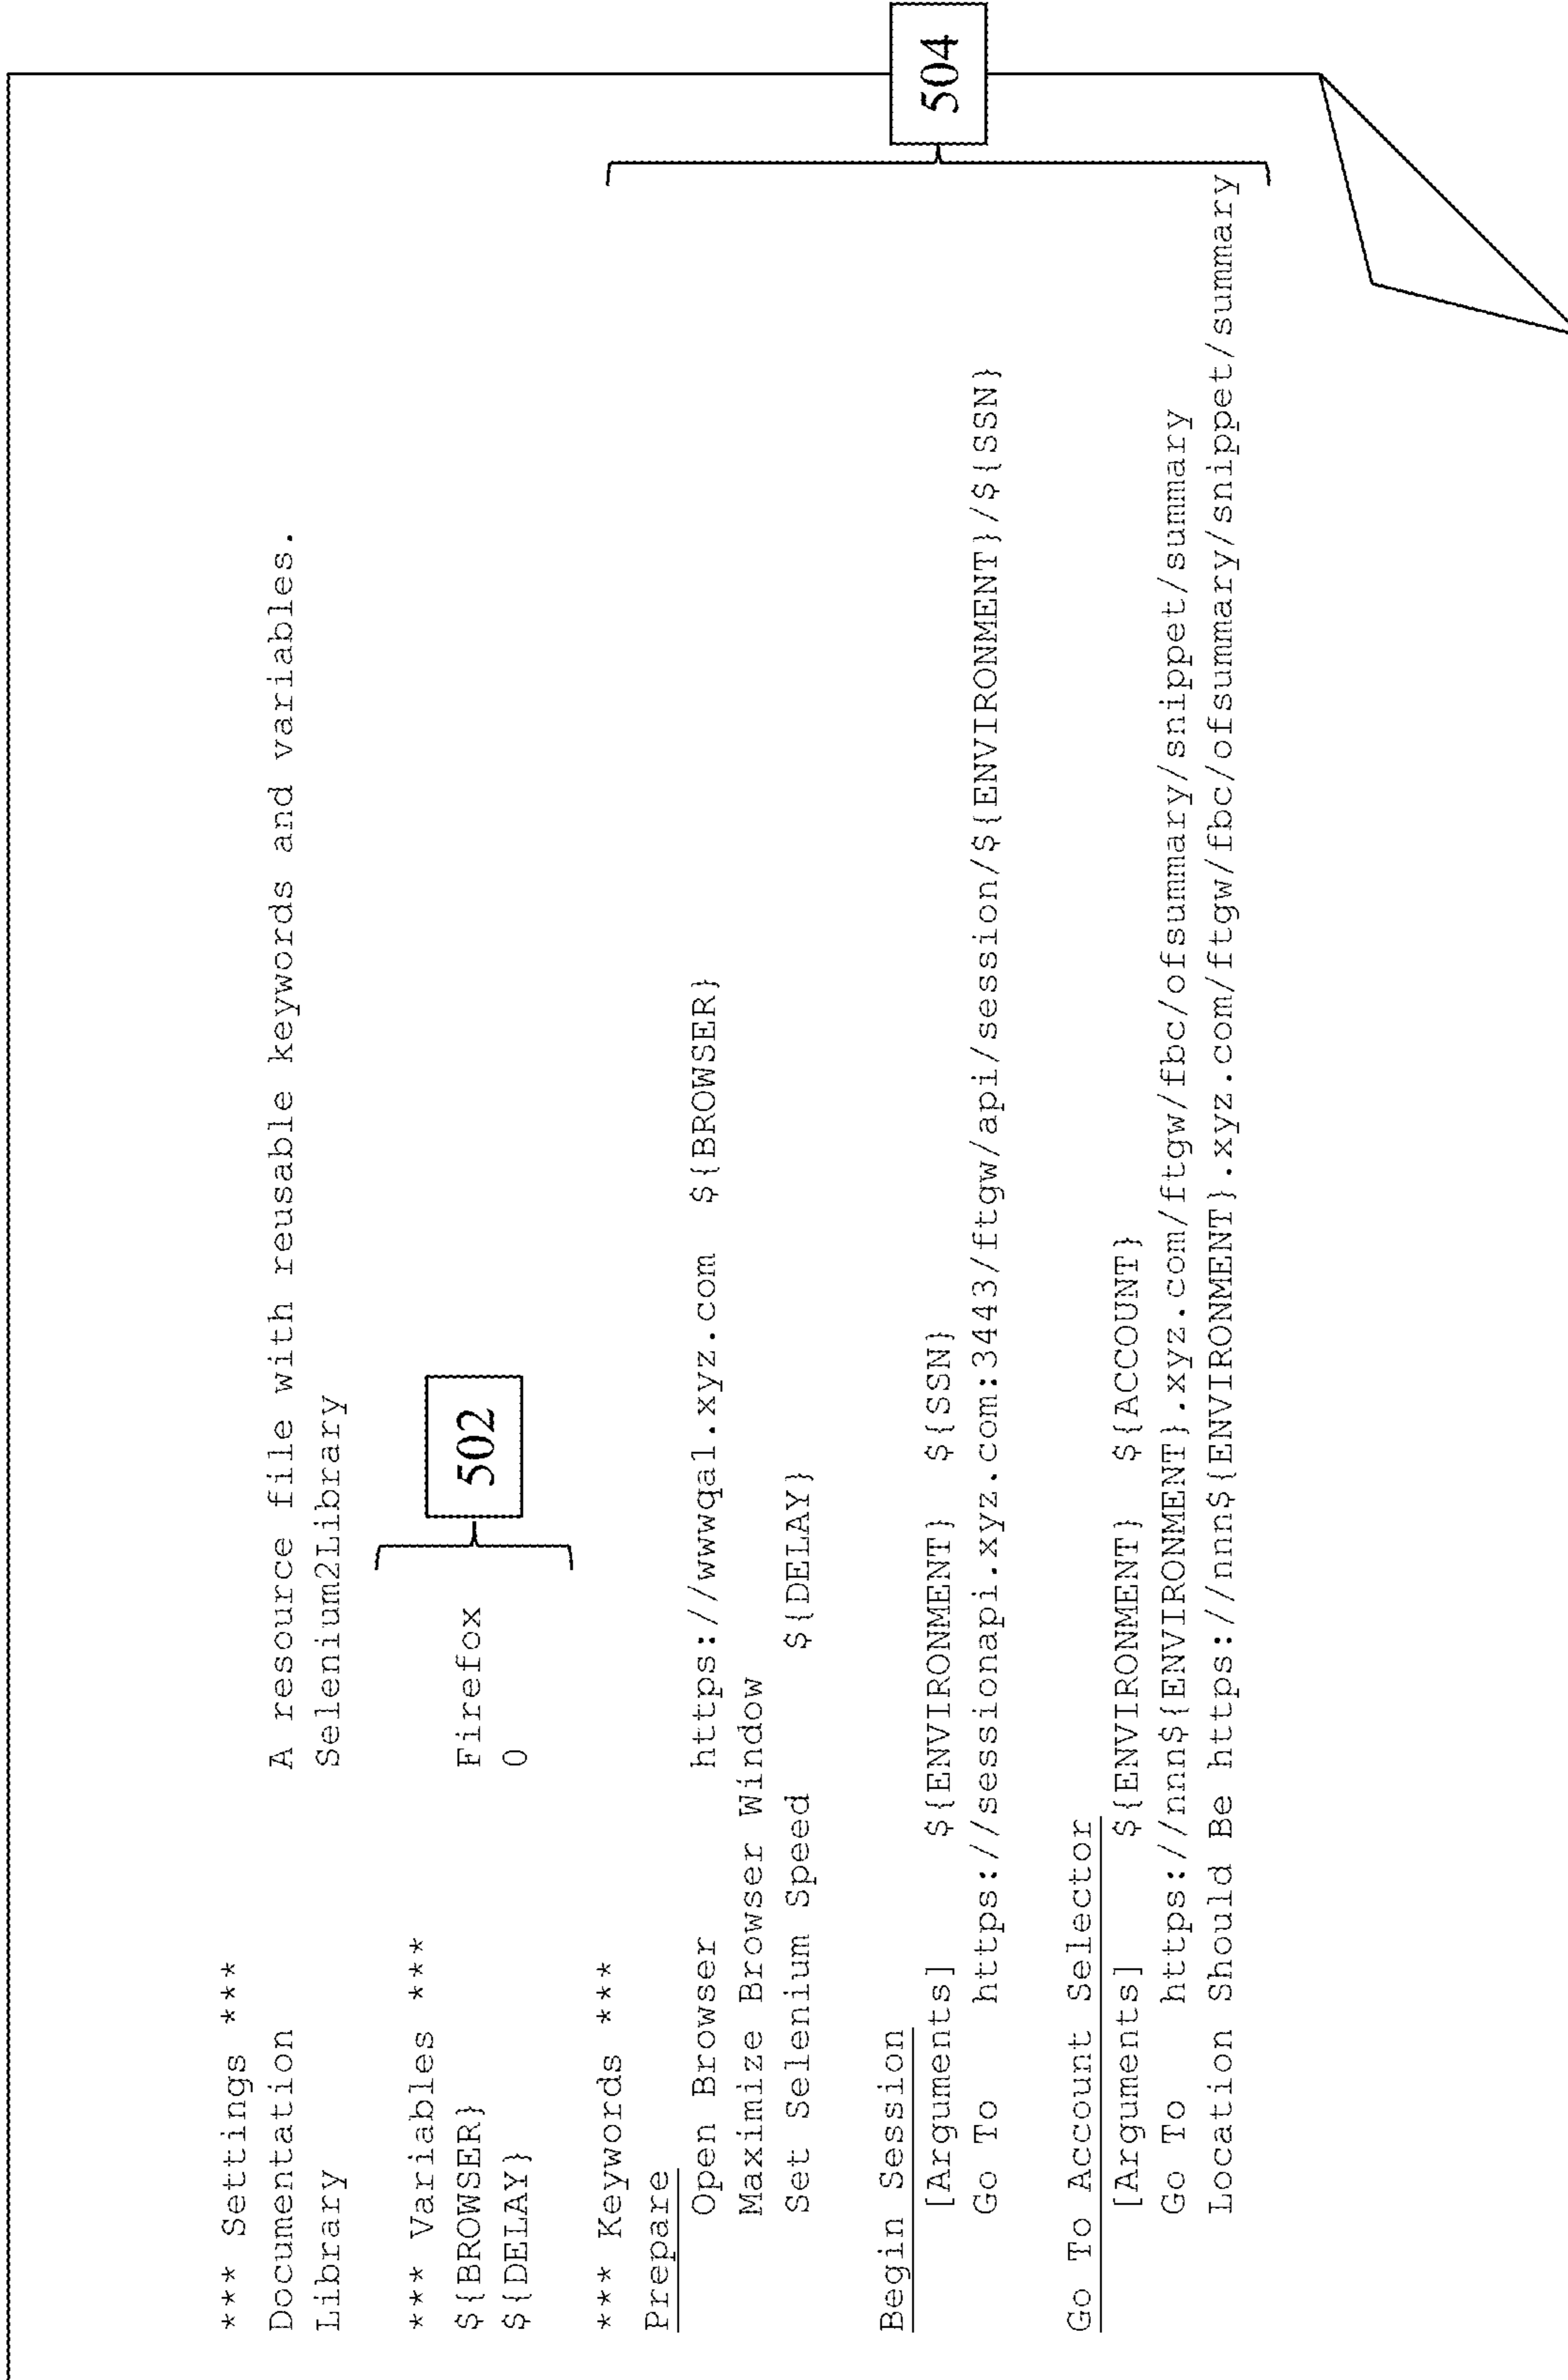 *** Settings ***
Documentation A resource file with reusable keywords and variables.
Library Selenium2Library
*** Variables ***
${BROWSER} Firefox
${DELAY} 0
502
*** Keywords ***
Prepare
Open Browser https://wwwqa1.xyz.com ${BROWSER}
Maximize Browser Window
Set Selenium Speed ${DELAY}
Begin Session
[Arguments] ${ENVIRONMENT} ${SSN}
Go To https://sessionapi.xyz.com:3443/ftgw/api/session/${ENVIRONMENT}/${SSN}
Go To Account Selector
[Arguments] ${ENVIRONMENT} ${ACCOUNT}
Go To https://nnn${ENVIRONMENT}.xyz.com/ftgw/fbc/ofsummary/snippet/summary
Location Should Be https://nnn${ENVIRONMENT}.xyz.com/ftgw/fbc/ofsummary/snippet/summary
504